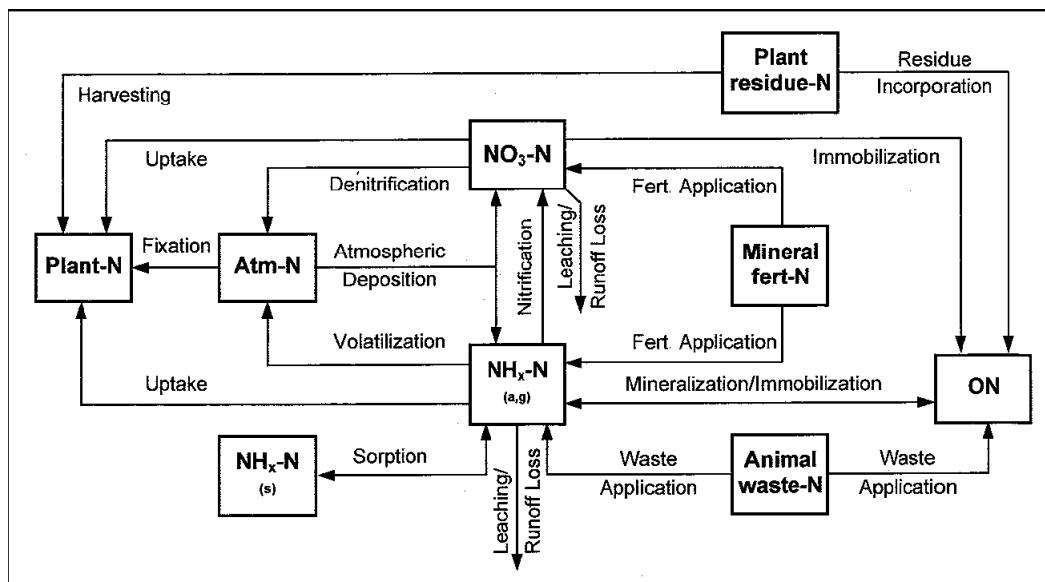 Plant
residue-N
Residue
Incorporation
Harvesting
NO₃-N
Uptake
Immobilization
Denitrification
Fert. Application
Leaching/
Runoff Loss
Nitrification
Plant-N
Fixation
Atm-N
Atmospheric
Deposition
Mineral
fert-N
Volatilization
Fert. Application
NHₓ-N
(a,g)
Uptake
Mineralization/Immobilization
ON
NHₓ-N
(s)
Sorption
Leaching/
Runoff Loss
Waste
Application
Animal
waste-N
Waste
Application